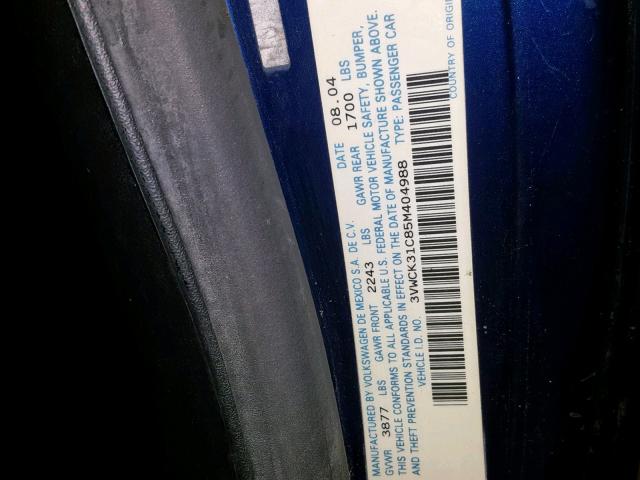 MANUFACTURED BY VOLKSWAGEN DE MEXICO S.A. DE C.V. DATE 08.04
GVWR 3877 LBS GAWR FRONT 2243 LBS GAWR REAR 1700 LBS
THIS VEHICLE CONFORMS TO ALL APPLICABLE U.S. FEDERAL MOTOR VEHICLE SAFETY, BUMPER,
AND THEFT PREVENTION STANDARDS IN EFFECT ON THE DATE OF MANUFACTURE SHOWN ABOVE.
VEHICLE I.D. NO. 3VWCK31C85M404988 TYPE: PASSENGER CAR
COUNTRY OF ORIGI